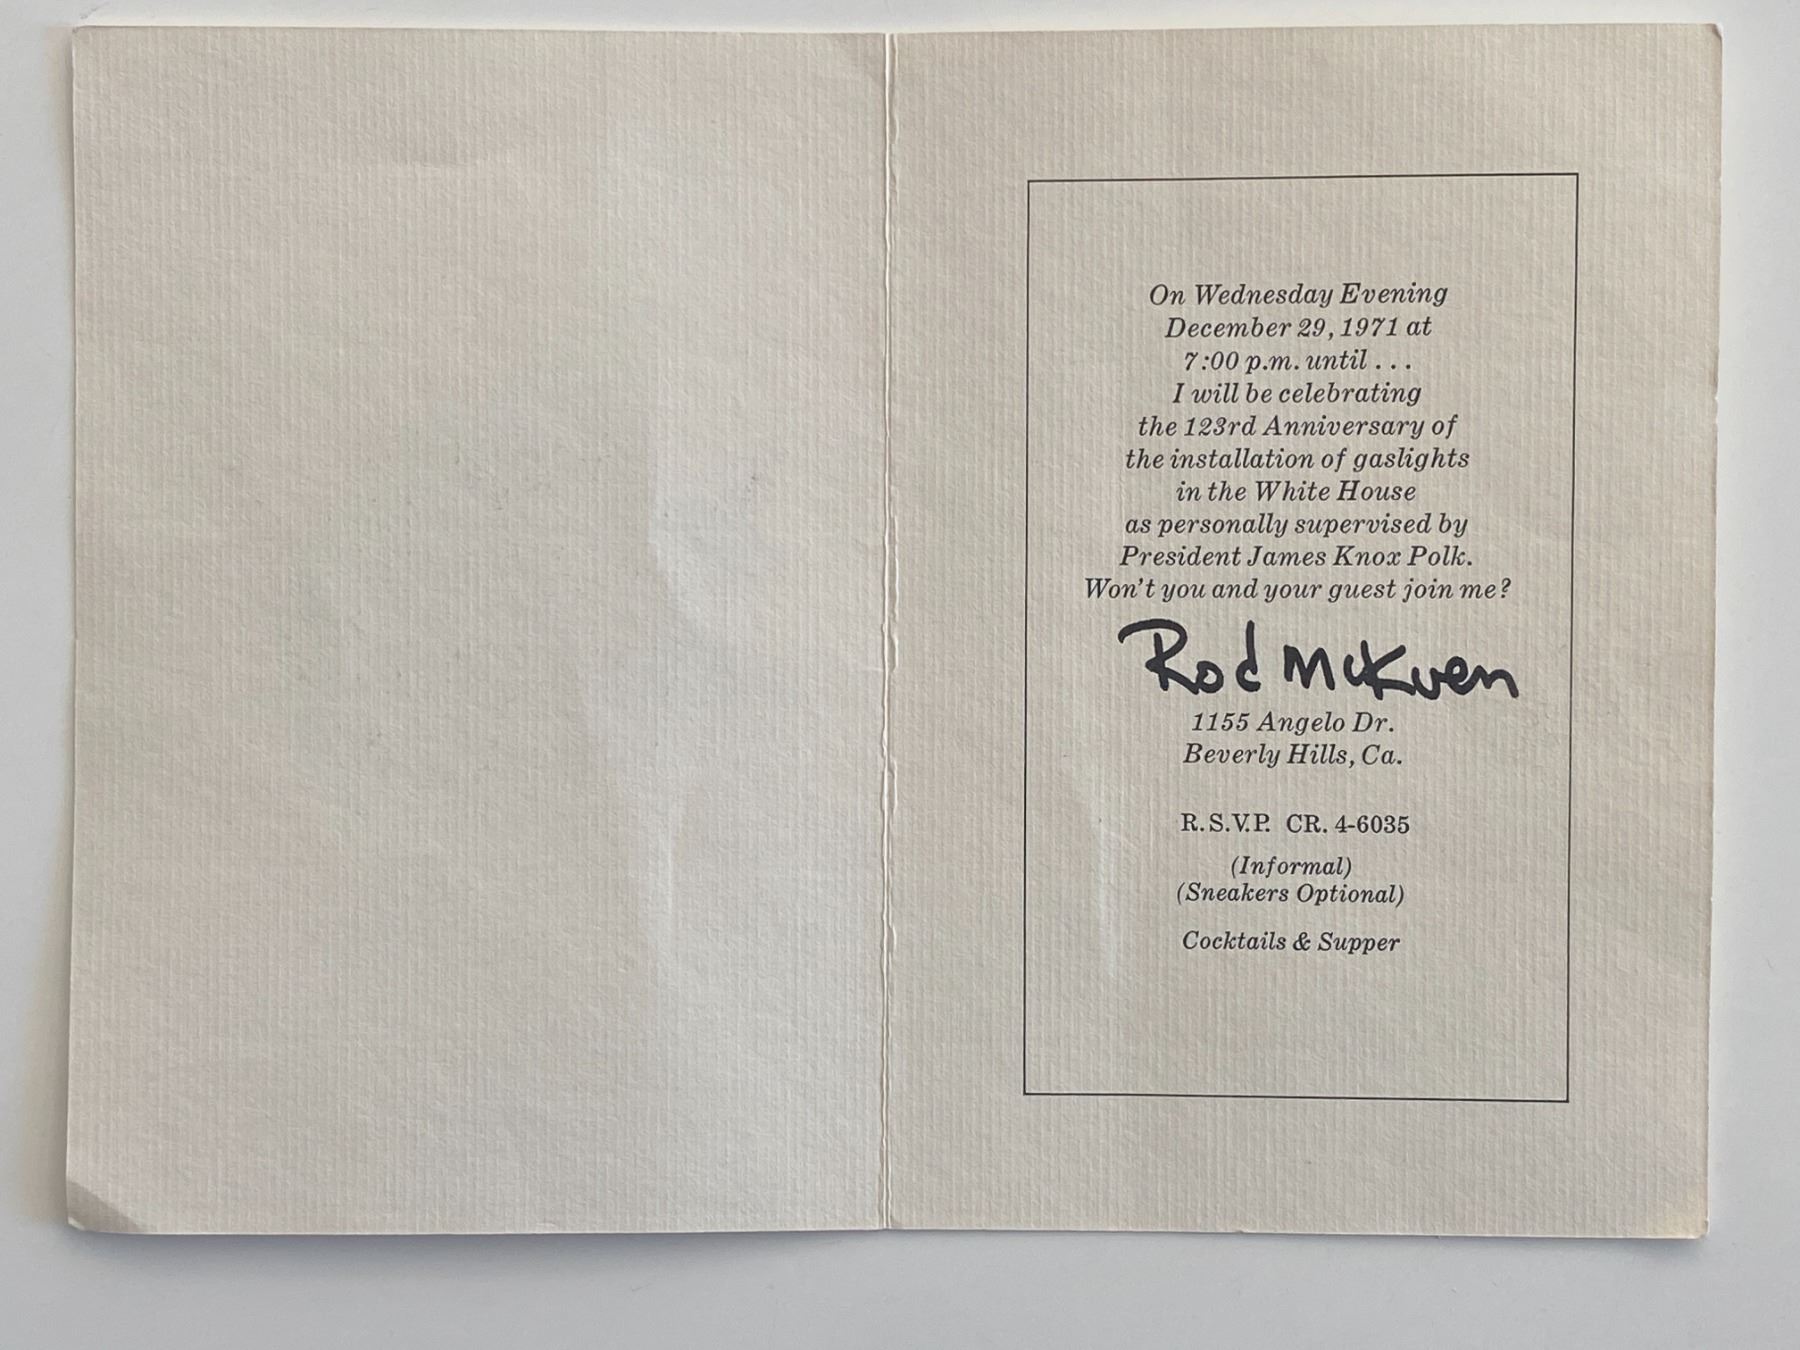 On Wednesday Evening
December 29, 1971 at
7:00 p.m. until . . .
I will be celebrating
the 123rd Anniversary of
the installation of gaslights
in the White House
as personally supervised by
President James Knox Polk.
Won't you and your guest join me?
Rod McKuen
1155 Angelo Dr.
Beverly Hills, Ca.
R.S.V.P. CR. 4-6035
(Informal)
(Sneakers Optional)
Cocktails & Supper